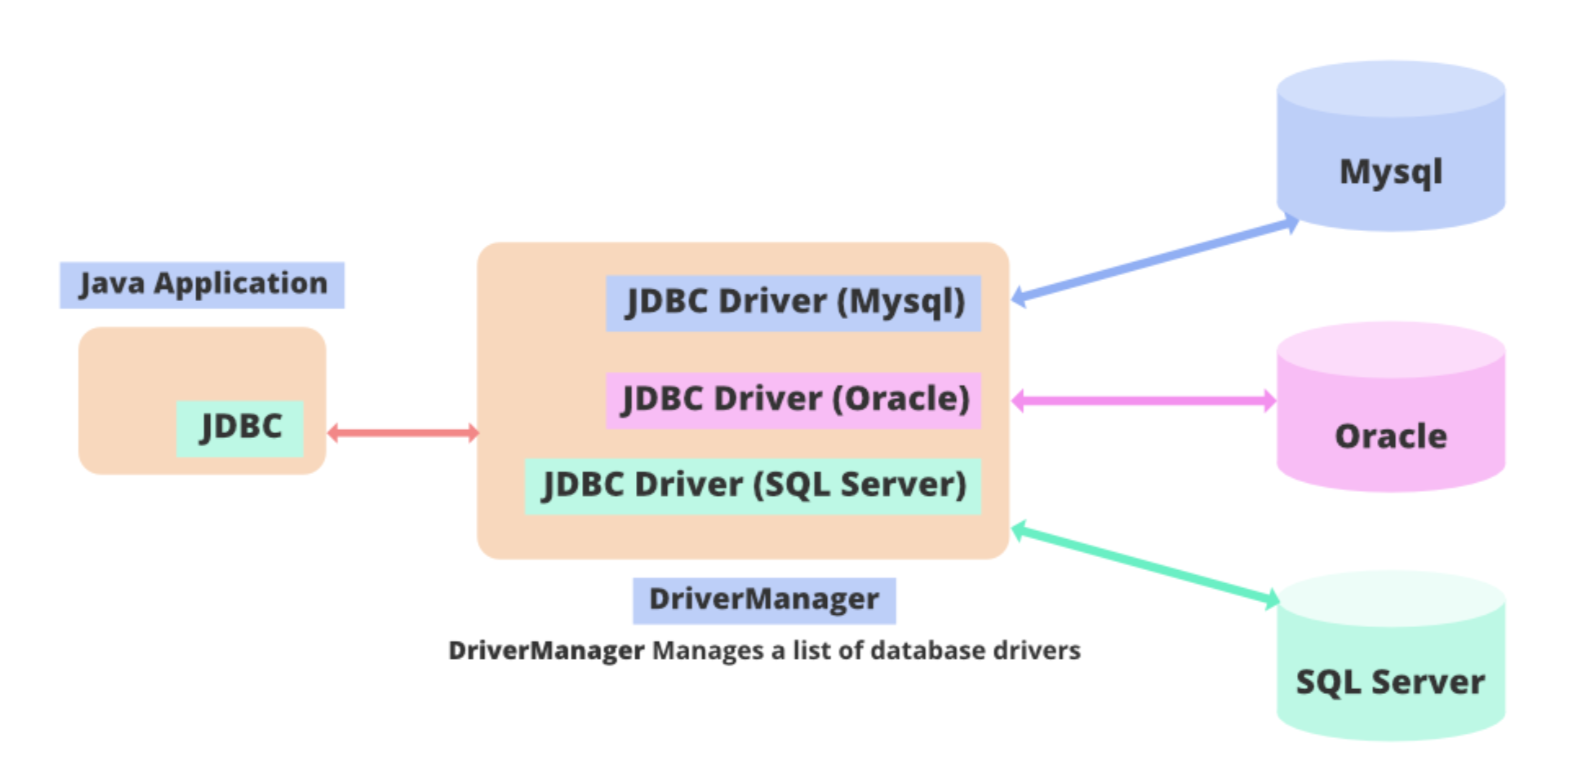 Java Application
JDBC
JDBC Driver (Mysql)
JDBC Driver (Oracle)
JDBC Driver (SQL Server)
DriverManager
DriverManager Manages a list of database drivers
Mysql
Oracle
SQL Server